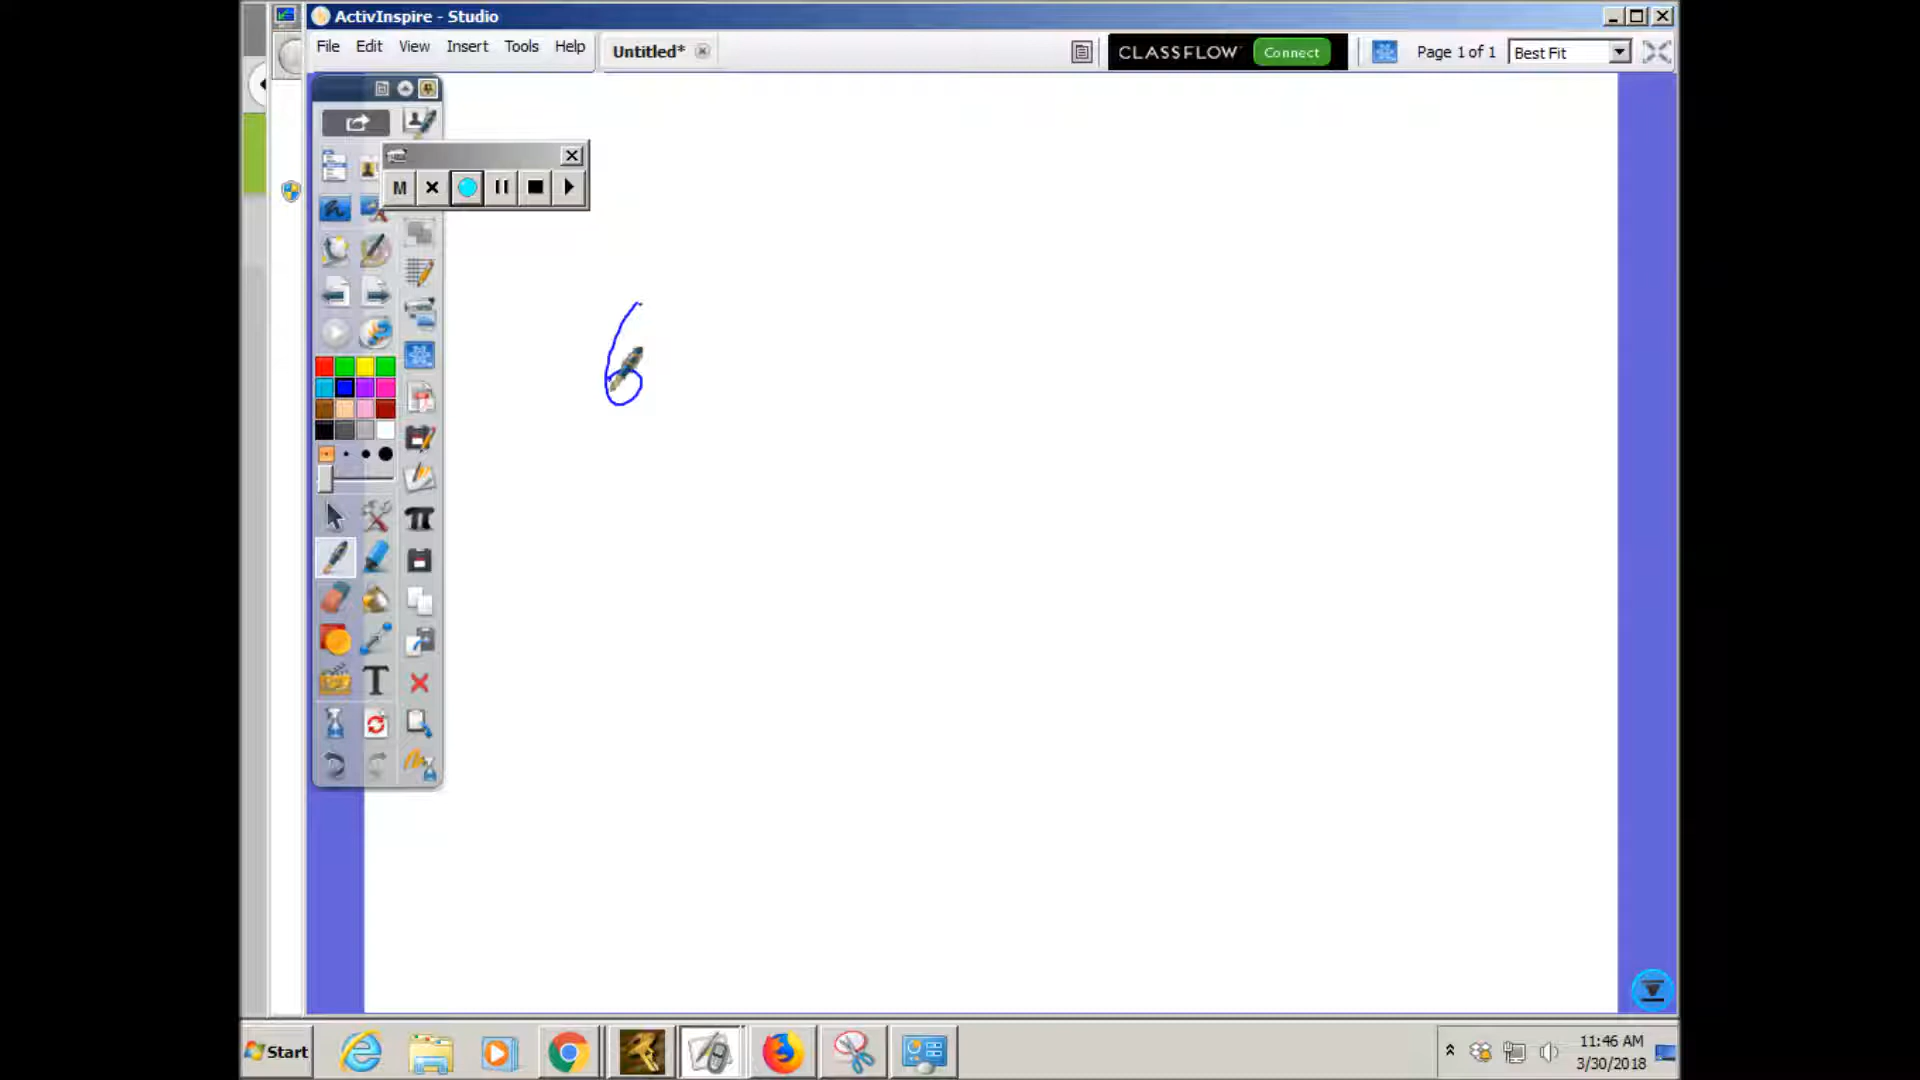 ActivInspire - Studio
File Edit View Insert Tools Help
Untitled*
CLASSFLOW Connect
Page 1 of 1
Best Fit
M
6
π
T
Start
11:46 AM
3/30/2018